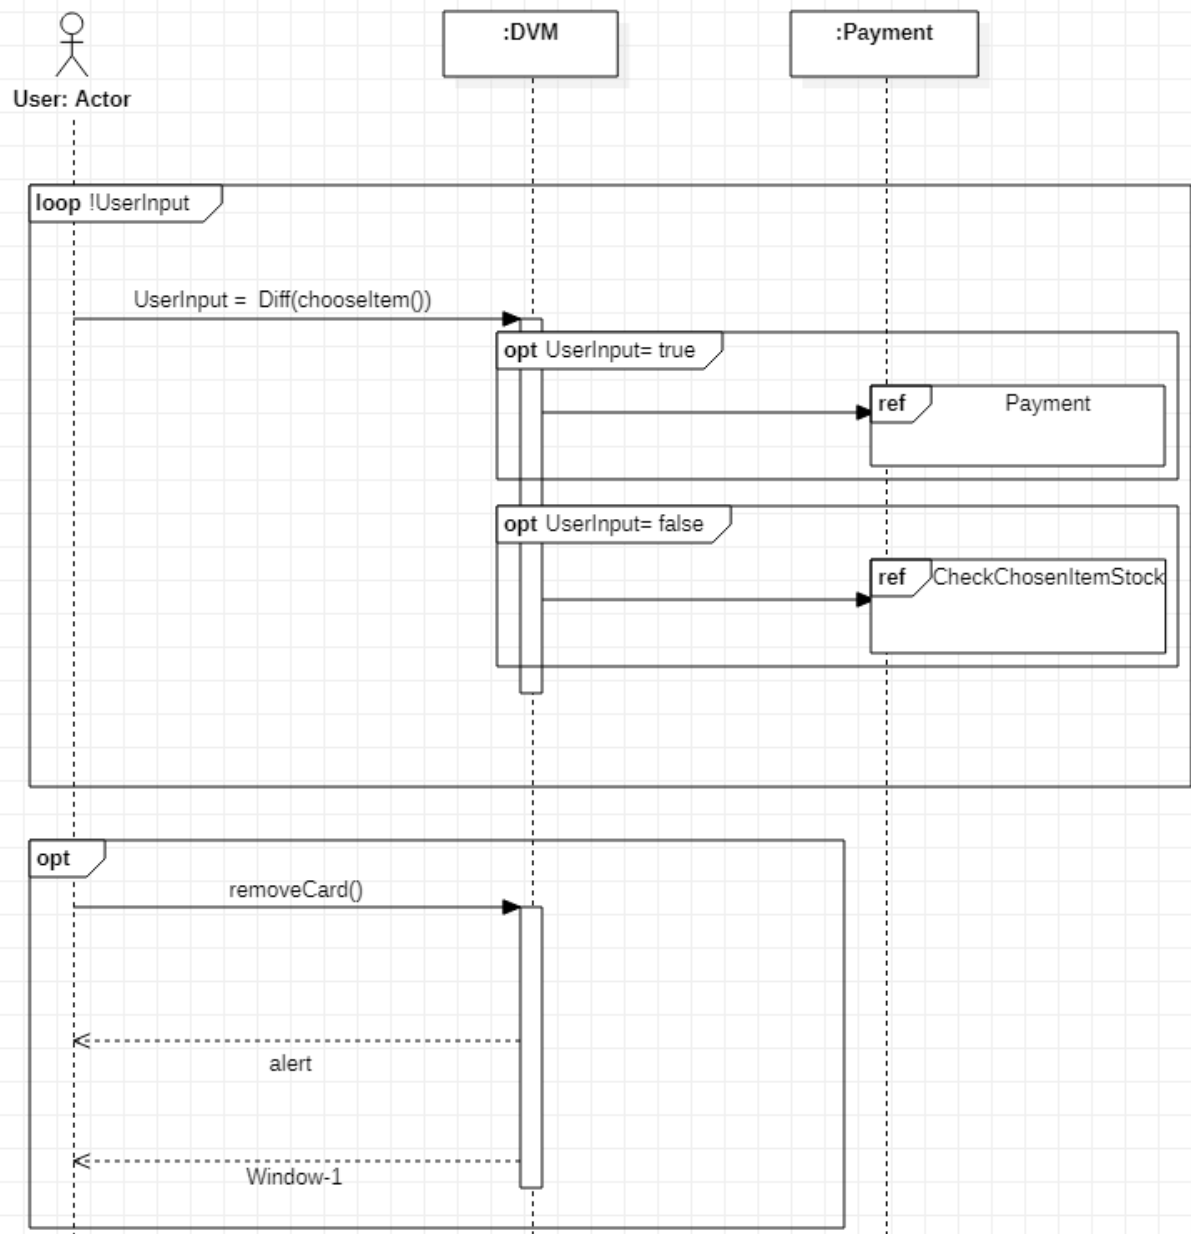 :DVM
:Payment
User: Actor
loop !UserInput
UserInput = Diff(chooseItem())
opt UserInput= true
ref Payment
opt UserInput= false
ref CheckChosenItemStock
opt
removeCard()
alert
Window-1